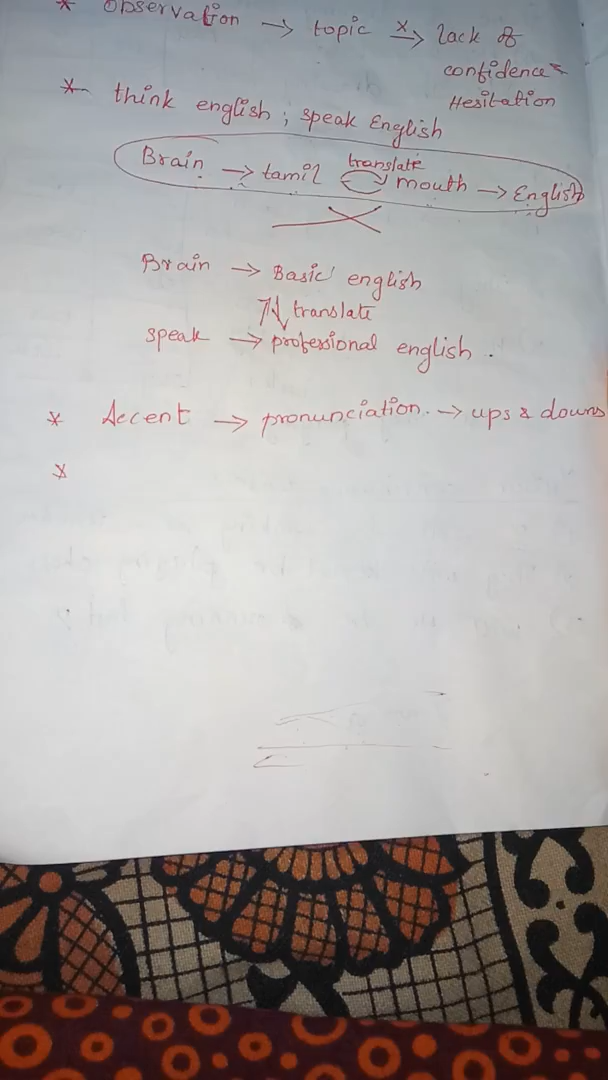 * Observation → topic x→ lack of
confidence &
Hesitation
* think english ; speak English
Brain → tamil translate mouth → English
Brain → Basic english
translate
speak → professional english .
* Accent → pronunciation. → ups & downs
*